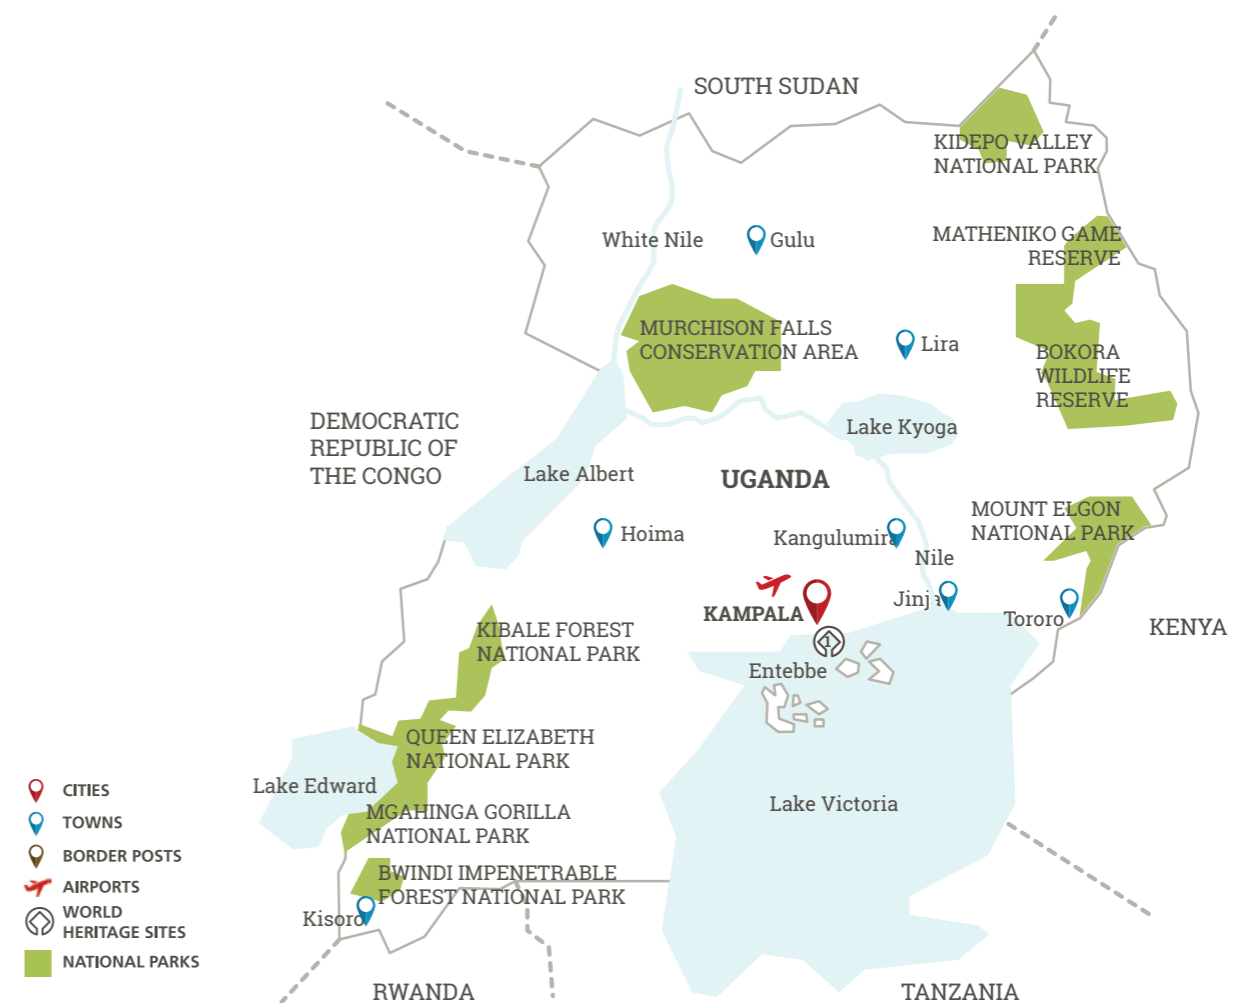 SOUTH SUDAN
KIDEPO VALLEY
NATIONAL PARK
White Nile
Gulu
MATHENIKO GAME
RESERVE
MURCHISON FALLS
CONSERVATION AREA
Lira
BOKORA
WILDLIFE
RESERVE
DEMOCRATIC
REPUBLIC OF
THE CONGO
Lake Kyoga
Lake Albert
UGANDA
MOUNT ELGON
NATIONAL PARK
Hoima
Kangulumira
Nile
Jinja
KAMPALA
Tororo
KENYA
KIBALE FOREST
NATIONAL PARK
1
Entebbe
QUEEN ELIZABETH
NATIONAL PARK
Lake Edward
Lake Victoria
MGAHINGA GORILLA
NATIONAL PARK
BWINDI IMPENETRABLE
FOREST NATIONAL PARK
Kisoro
RWANDA
TANZANIA
CITIES
TOWNS
BORDER POSTS
AIRPORTS
WORLD
HERITAGE SITES
NATIONAL PARKS